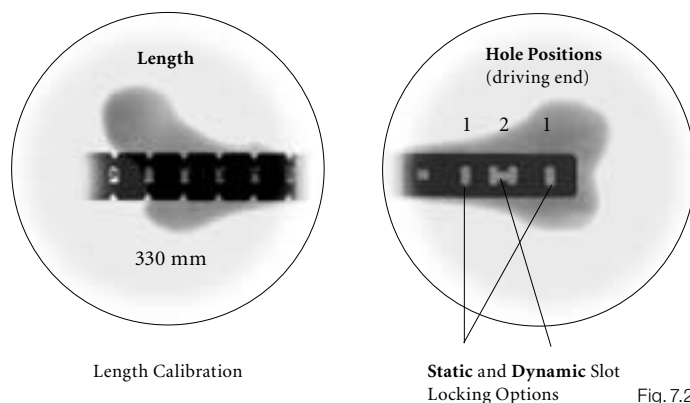 Length
330 mm
Length Calibration
Hole Positions
(driving end)
1 2 1
Static and Dynamic Slot
Locking Options
Fig. 7.2